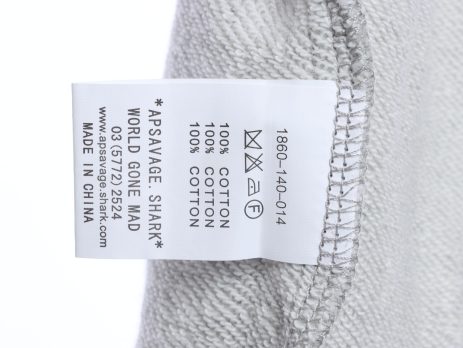 1860-140-014
100% COTTON
100% COTTON
100% COTTON
*APSAVAGE. SHARK*
WORLD GONE MAD
03(5772)2524
www.apsavage.shark.com
MADE IN CHINA